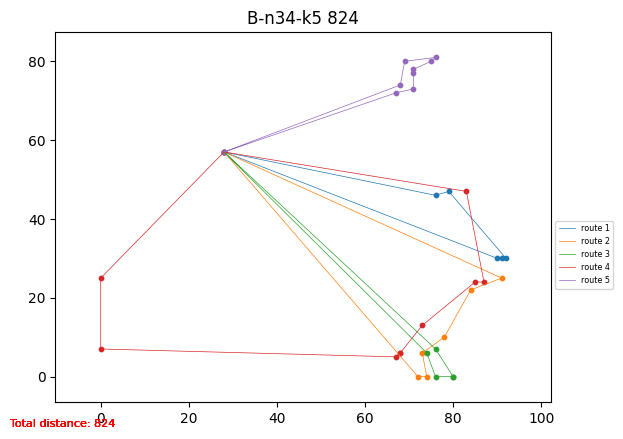 B-n34-k5 824
80
60
40
20
0
0 20 40 60 80 100
route 1
route 2
route 3
route 4
route 5
Total distance: 824